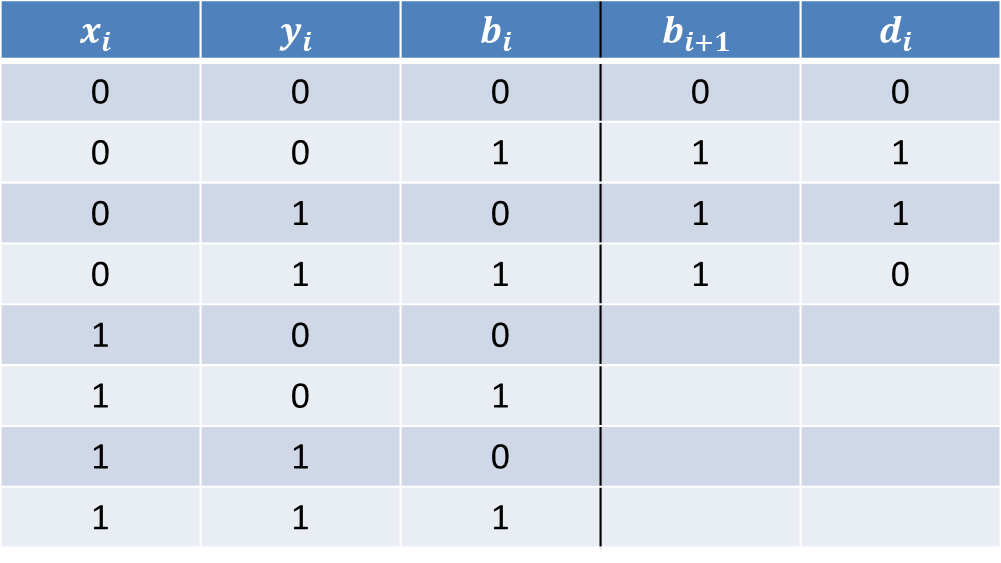 x_i y_i b_i b_{i+1} d_i
0 0 0 0 0
0 0 1 1 1
0 1 0 1 1
0 1 1 1 0
1 0 0
1 0 1
1 1 0
1 1 1